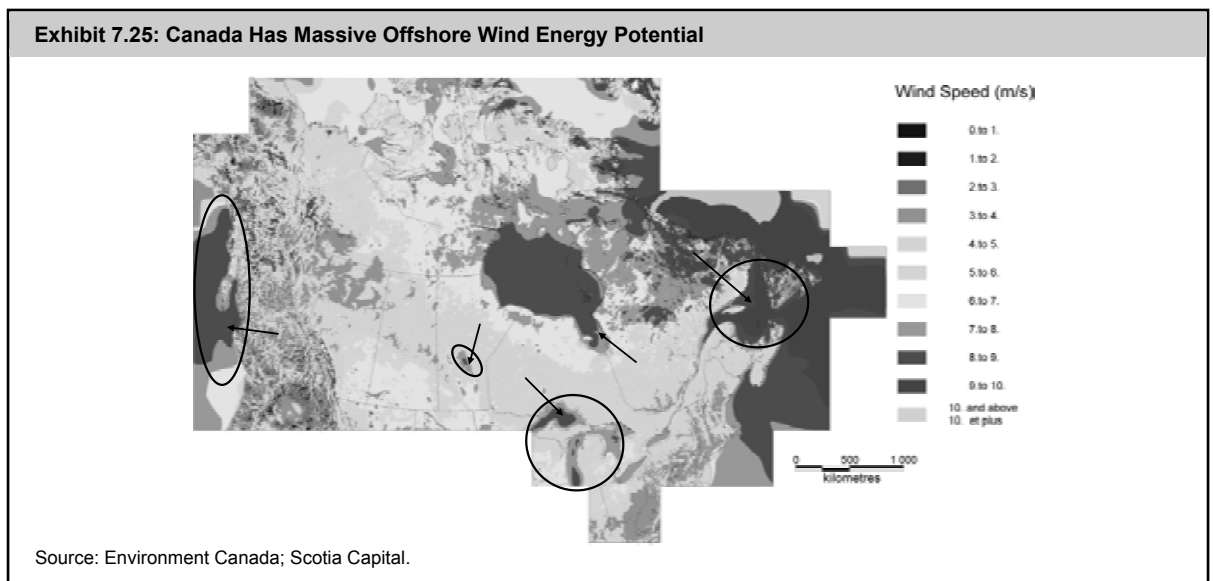 Exhibit 7.25: Canada Has Massive Offshore Wind Energy Potential
Wind Speed (m/s)
0.to 1.
1.to 2.
2.to 3.
3.to 4.
4.to 5.
5.to 6.
6.to 7.
7.to 8.
8.to 9.
9.to 10.
10. and above
10. et plus
0 500 1 000
kilometres
Source: Environment Canada; Scotia Capital.